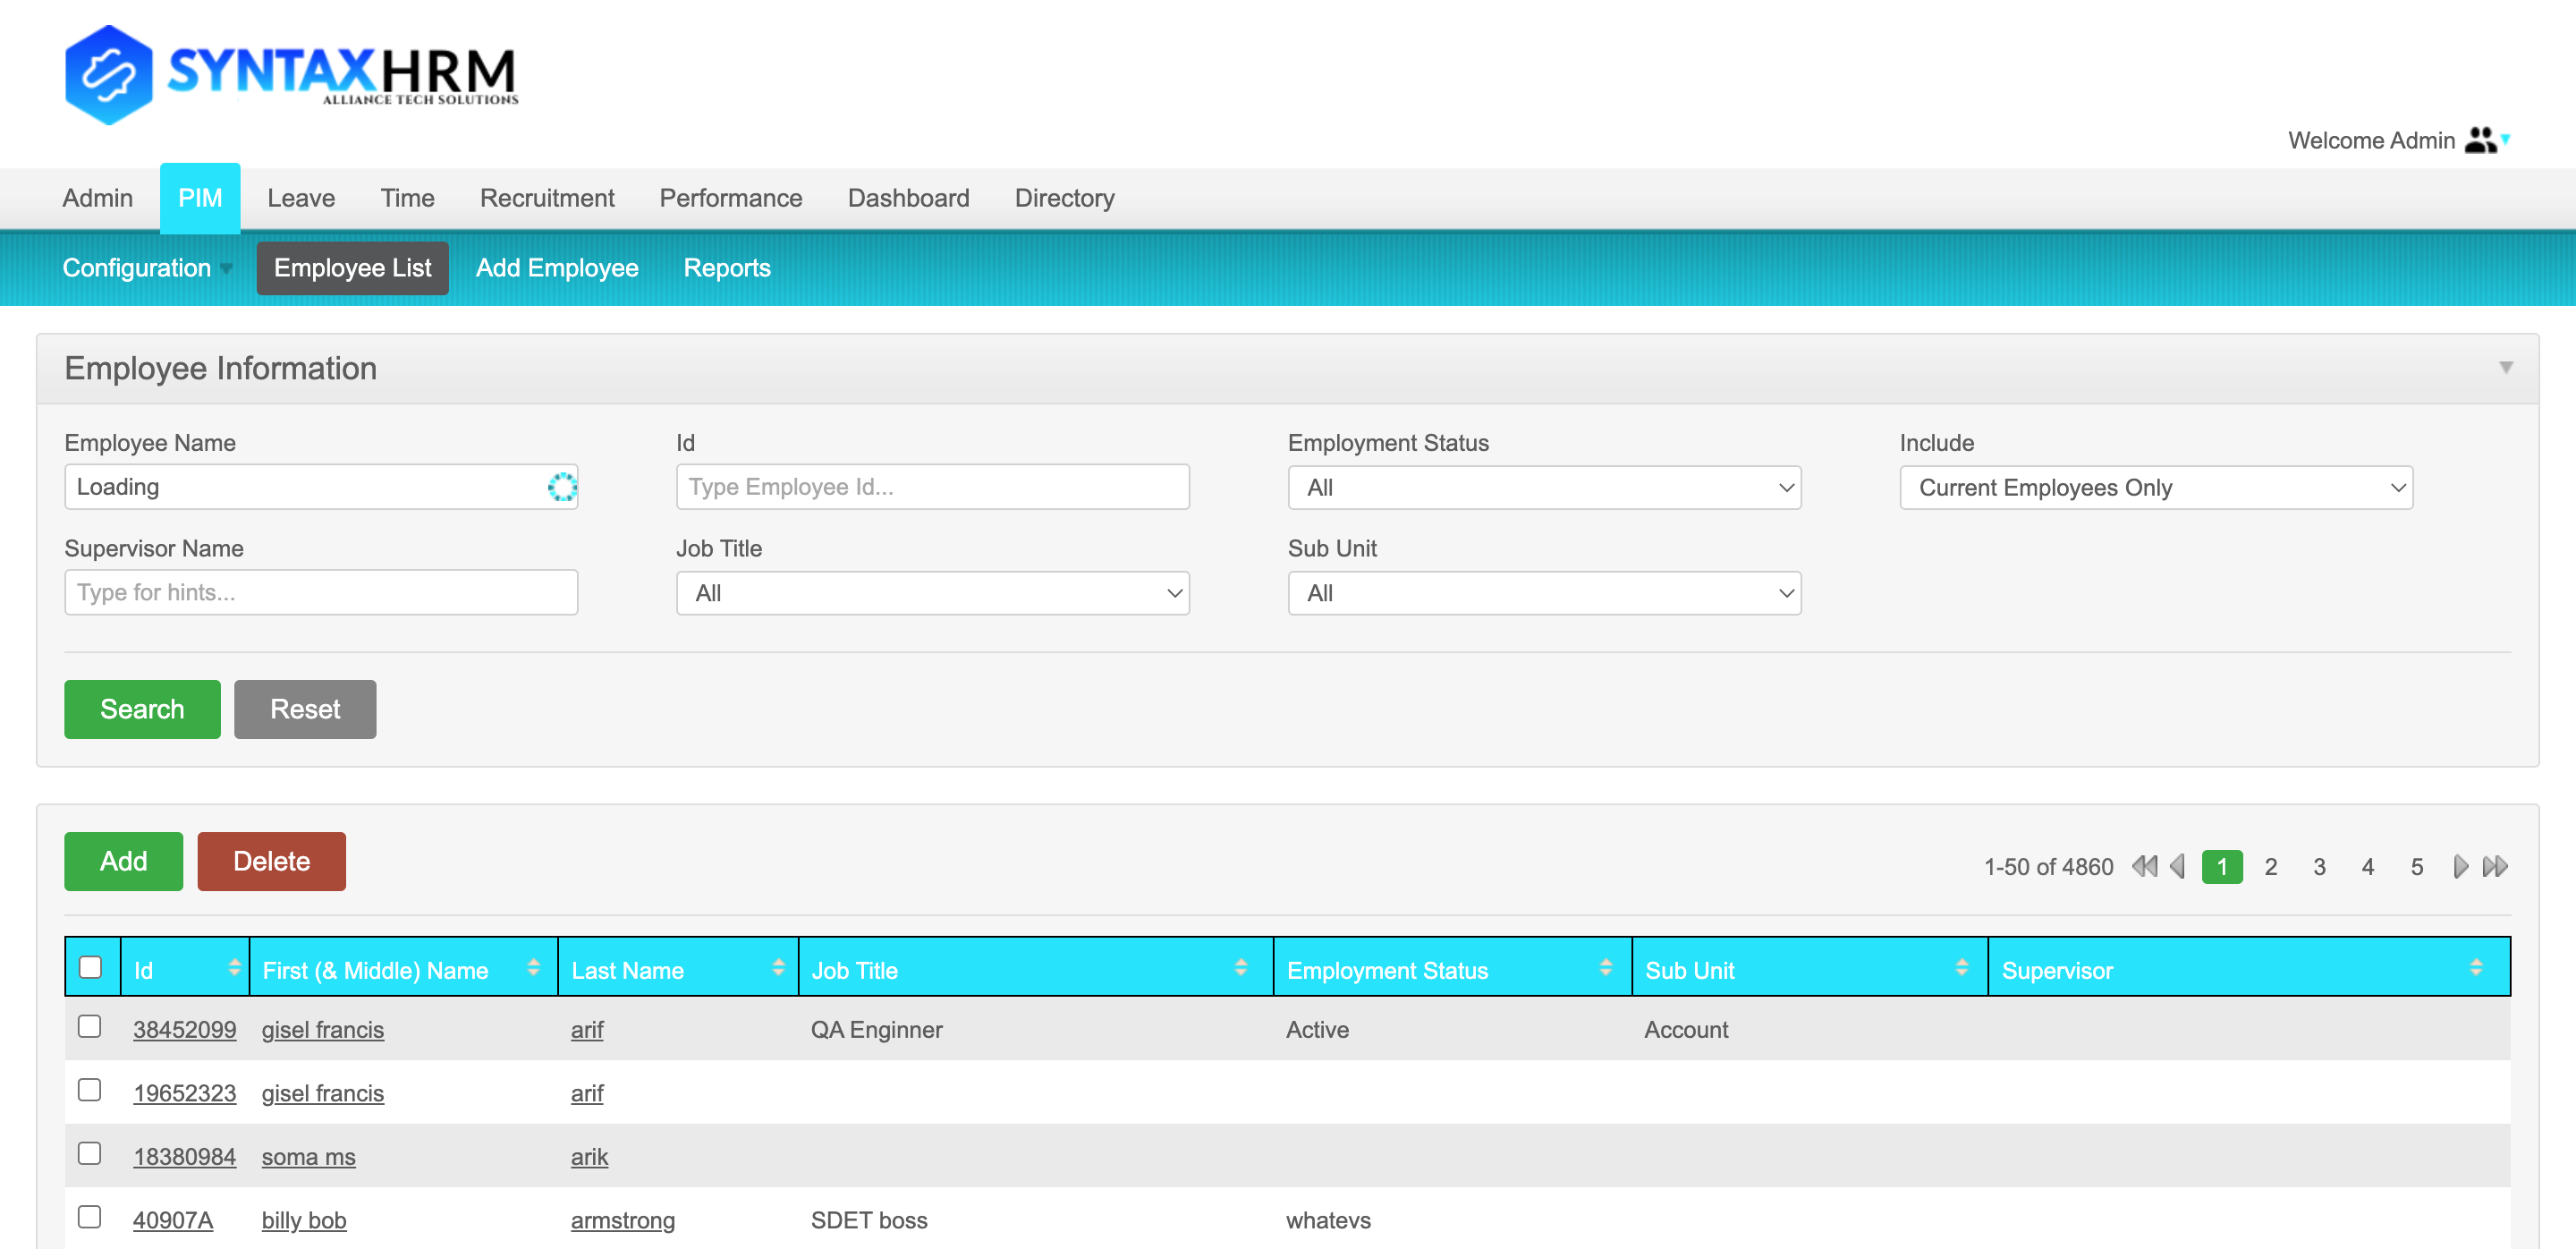 SYNTAXHRM
ALLIANCE TECH SOLUTIONS
Welcome Admin
Admin PIM Leave Time Recruitment Performance Dashboard Directory
Configuration Employee List Add Employee Reports
Employee Information
Employee Name Id Employment Status Include
Loading Type Employee Id... All Current Employees Only
Supervisor Name Job Title Sub Unit
Type for hints... All All
Search Reset
Add Delete 1-50 of 4860 1 2 3 4 5
Id First (& Middle) Name Last Name Job Title Employment Status Sub Unit Supervisor
38452099 gisel francis arif QA Enginner Active Account
19652323 gisel francis arif
18380984 soma ms arik
40907A billy bob armstrong SDET boss whatevs